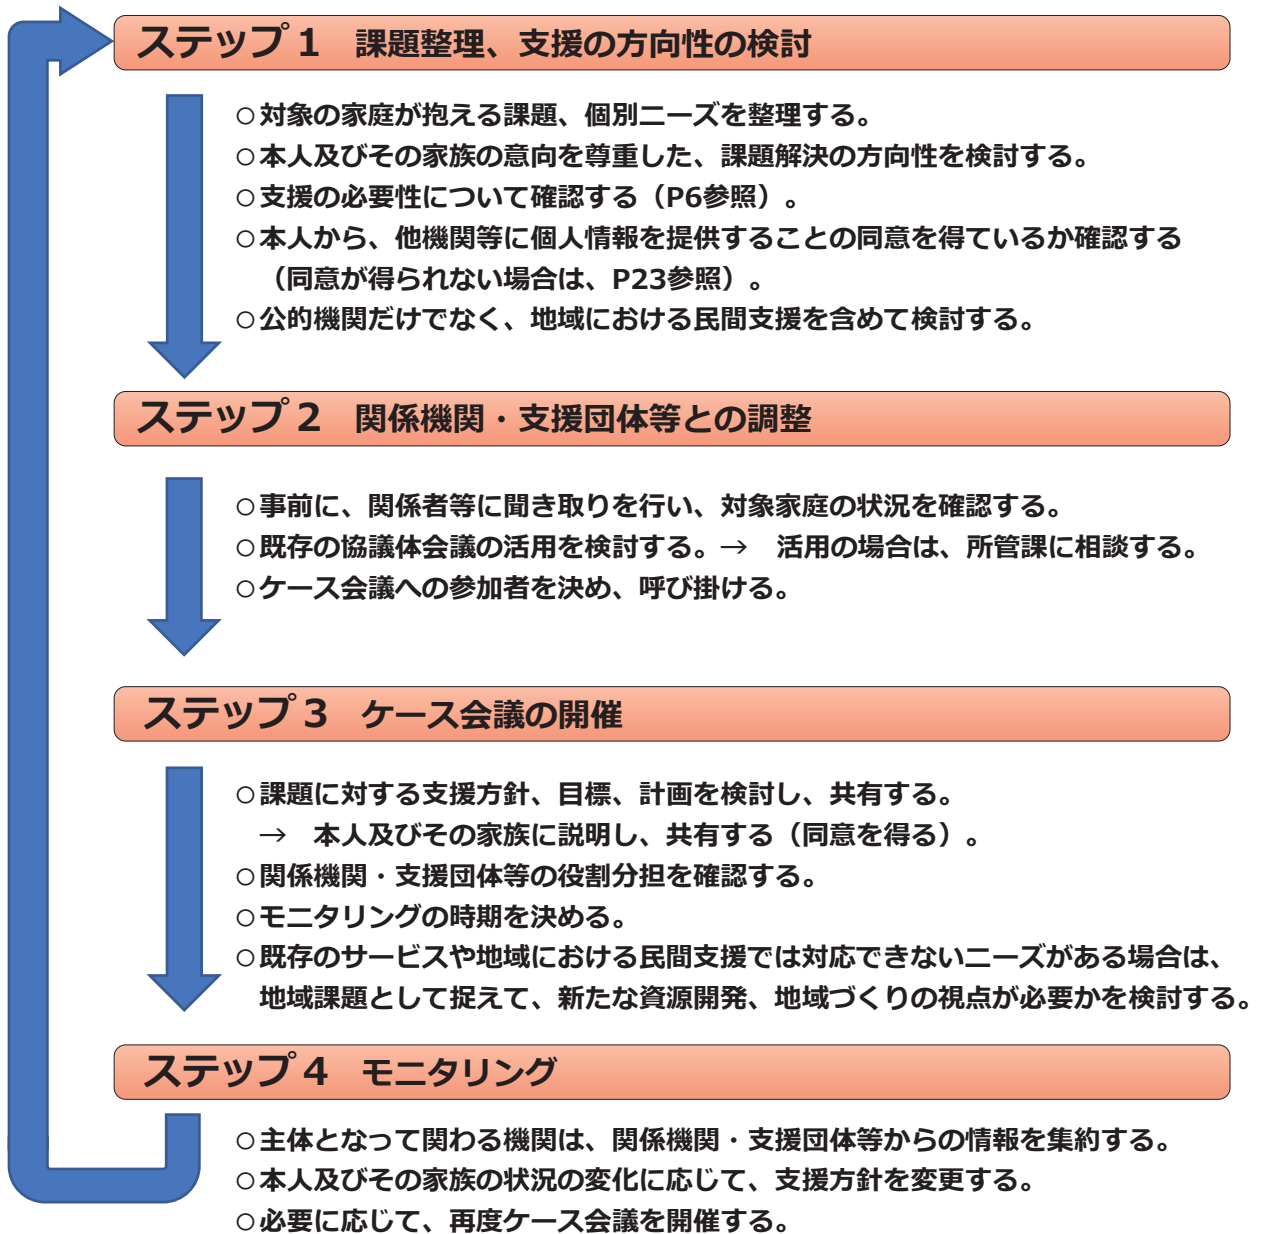 ステップ１　課題整理、支援の方向性の検討
○対象の家庭が抱える課題、個別ニーズを整理する。
○本人及びその家族の意向を尊重した、課題解決の方向性を検討する。
○支援の必要性について確認する（P6参照）。
○本人から、他機関等に個人情報を提供することの同意を得ているか確認する
（同意が得られない場合は、P23参照）。
○公的機関だけでなく、地域における民間支援を含めて検討する。
ステップ２　関係機関・支援団体等との調整
○事前に、関係者等に聞き取りを行い、対象家庭の状況を確認する。
○既存の協議体会議の活用を検討する。→　活用の場合は、所管課に相談する。
○ケース会議への参加者を決め、呼び掛ける。
ステップ３　ケース会議の開催
○課題に対する支援方針、目標、計画を検討し、共有する。
→　本人及びその家族に説明し、共有する（同意を得る）。
○関係機関・支援団体等の役割分担を確認する。
○モニタリングの時期を決める。
○既存のサービスや地域における民間支援では対応できないニーズがある場合は、
地域課題として捉えて、新たな資源開発、地域づくりの視点が必要かを検討する。
ステップ４　モニタリング
○主体となって関わる機関は、関係機関・支援団体等からの情報を集約する。
○本人及びその家族の状況の変化に応じて、支援方針を変更する。
○必要に応じて、再度ケース会議を開催する。